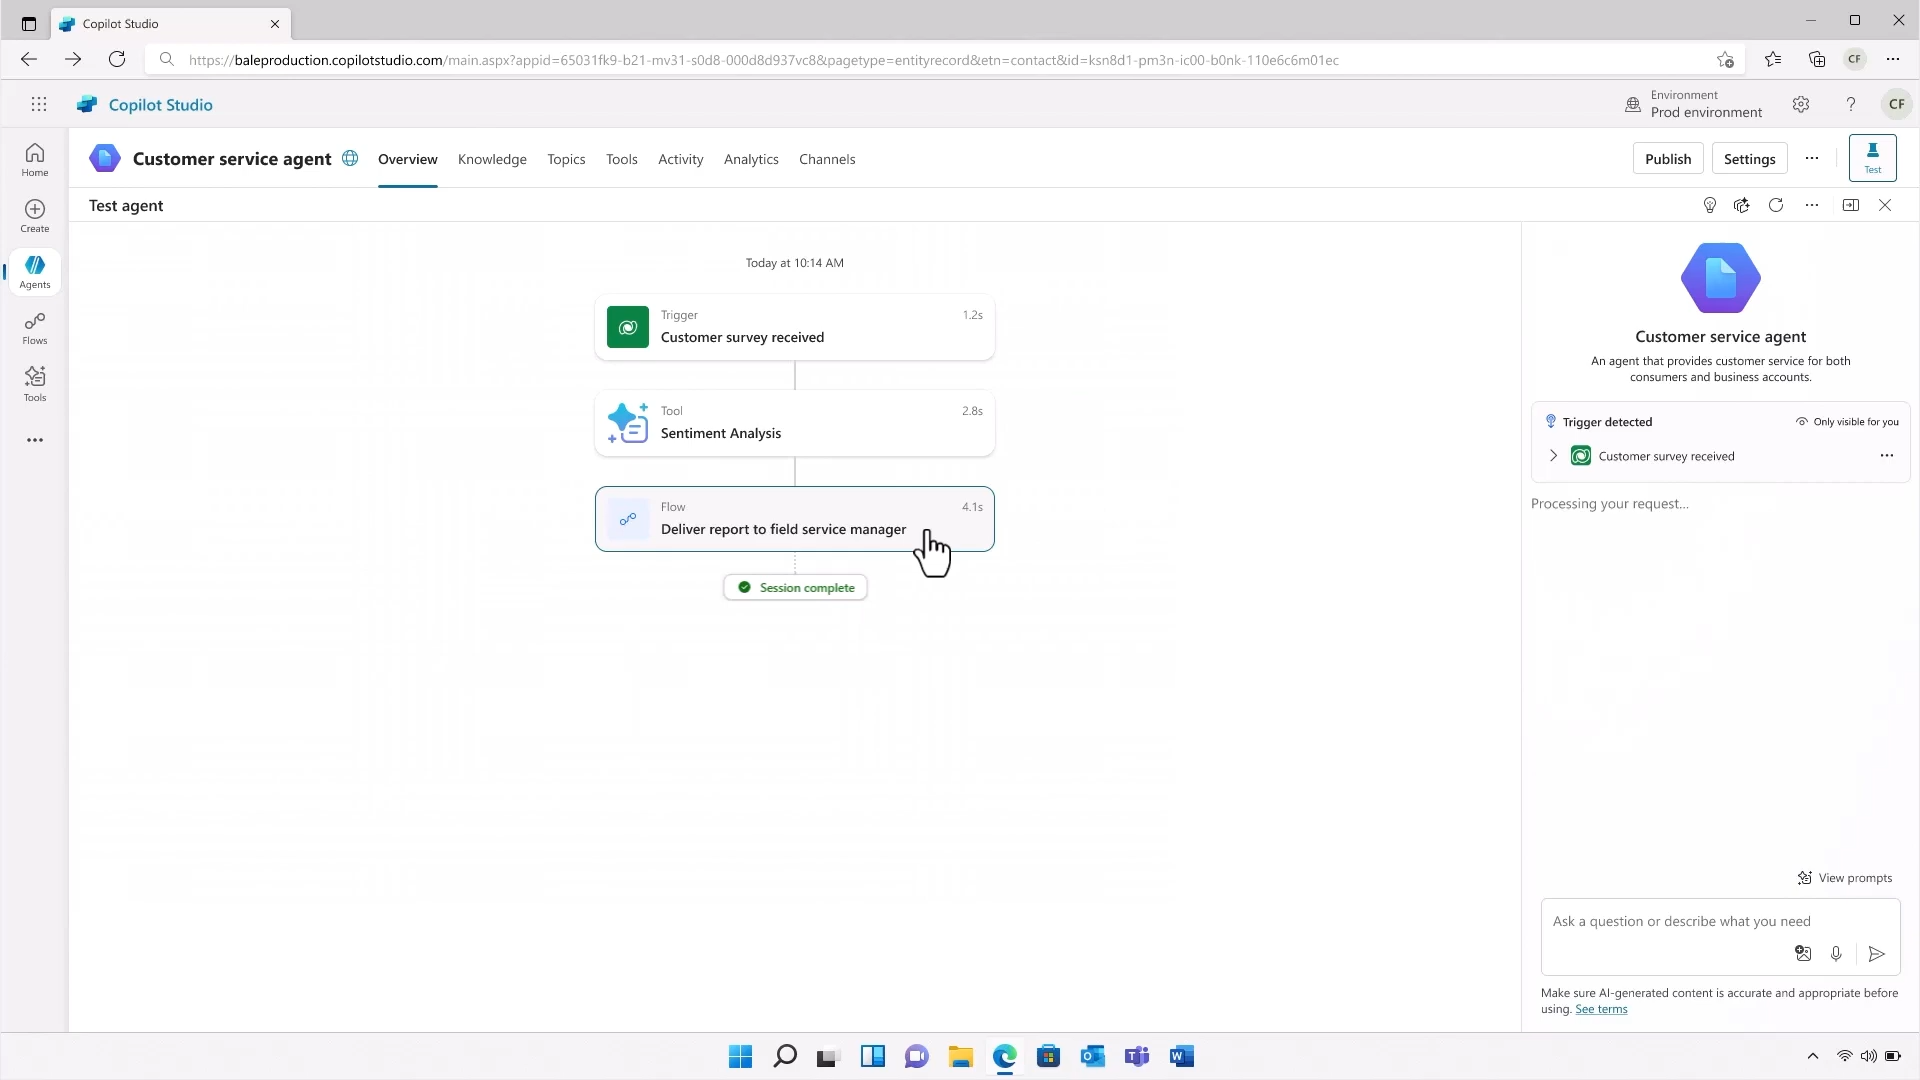 Copilot Studio
https://baleproduction.copilotstudio.com/main.aspx?appid=65031fk9-b21-mv31-s0d8-000d8d937vc8&pagetype=entityrecord&etn=contact&id=ksn8d1-pm3n-ic00-b0nk-110e6c6m01ec
CF
Copilot Studio
Environment
Prod environment
CF
Home
Create
Agents
Flows
Tools
Customer service agent
Overview
Knowledge
Topics
Tools
Activity
Analytics
Channels
Publish
Settings
Test
Test agent
Today at 10:14 AM
Trigger
1.2s
Customer survey received
Tool
2.8s
Sentiment Analysis
Flow
4.1s
Deliver report to field service manager
Session complete
Customer service agent
An agent that provides customer service for both
consumers and business accounts.
Trigger detected
Only visible for you
Customer survey received
Processing your request...
View prompts
Ask a question or describe what you need
Make sure AI-generated content is accurate and appropriate before
using. See terms